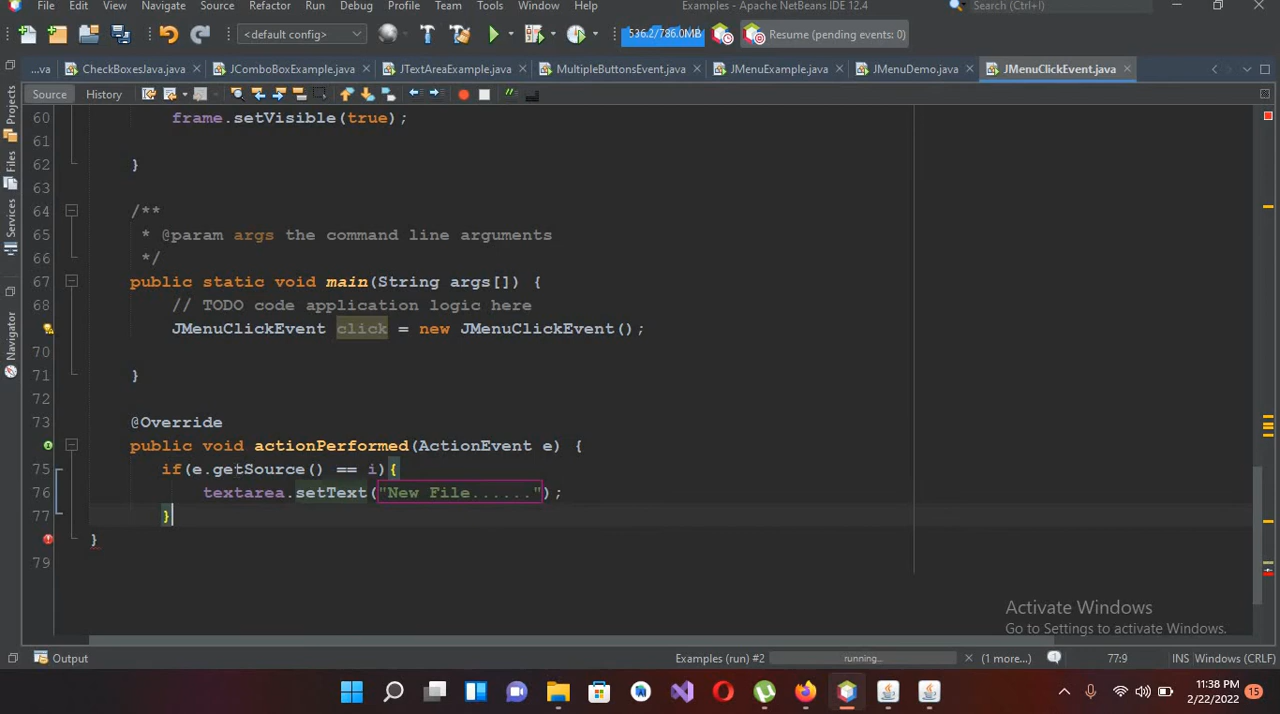 File Edit View Navigate Source Refactor Run Debug Profile Team Tools Window Help Examples - Apache NetBeans IDE 12.4 Search (Ctrl+I)
<default config> 536.2/786.0MB Resume (pending events: 0)
...va CheckBoxesJava.java JComboBoxExample.java JTextAreaExample.java MultipleButtonsEvent.java JMenuExample.java JMenuDemo.java JMenuClickEvent.java
Source History
Projects
Files
Services
Navigator
60 frame.setVisible(true);
61
62 }
63
64 /**
65 * @param args the command line arguments
66 */
67 public static void main(String args[]) {
68 // TODO code application logic here
JMenuClickEvent click = new JMenuClickEvent();
70
71 }
72
73 @Override
public void actionPerformed(ActionEvent e) {
75 if(e.getSource() == i){
76 textarea.setText("New File......");
77 }
}
79
Activate Windows
Go to Settings to activate Windows.
Output Examples (run) #2 running... (1 more...) 77:9 INS Windows (CRLF)
11:38 PM
2/22/2022
15